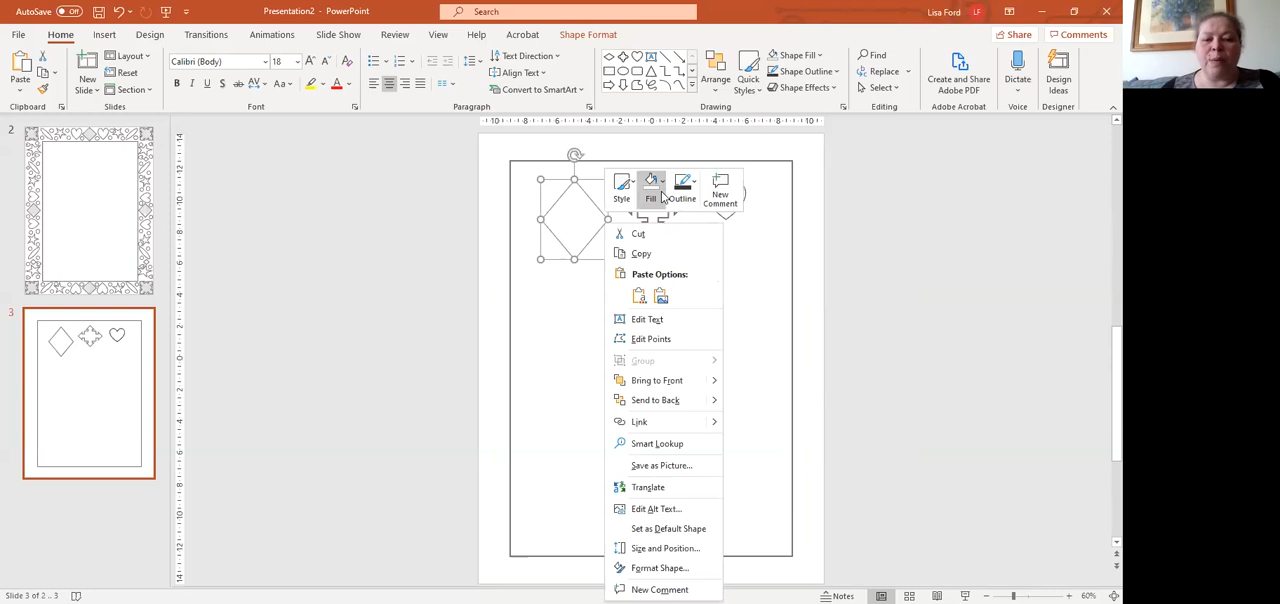 AutoSave Off Presentation2 - PowerPoint Search Lisa Ford LF
File Home Insert Design Transitions Animations Slide Show Review View Help Acrobat Shape Format Share Comments
Paste New Slide Layout Reset Section
Calibri (Body) 18 A A
B I U S ab AV Aa A
Text Direction Align Text Convert to SmartArt
Arrange Quick Styles Shape Fill Shape Outline Shape Effects
Find Replace Select
Create and Share Adobe PDF Dictate Design Ideas
Clipboard Slides Font Paragraph Drawing Editing Adobe Acrobat Voice Designer
2
3
Style Fill Outline New Comment
Cut
Copy
Paste Options:
Edit Text
Edit Points
Group
Bring to Front
Send to Back
Link
Smart Lookup
Save as Picture...
Translate
Edit Alt Text...
Set as Default Shape
Size and Position...
Format Shape...
New Comment
Slide 3 of 2 .. 3 Notes 60%